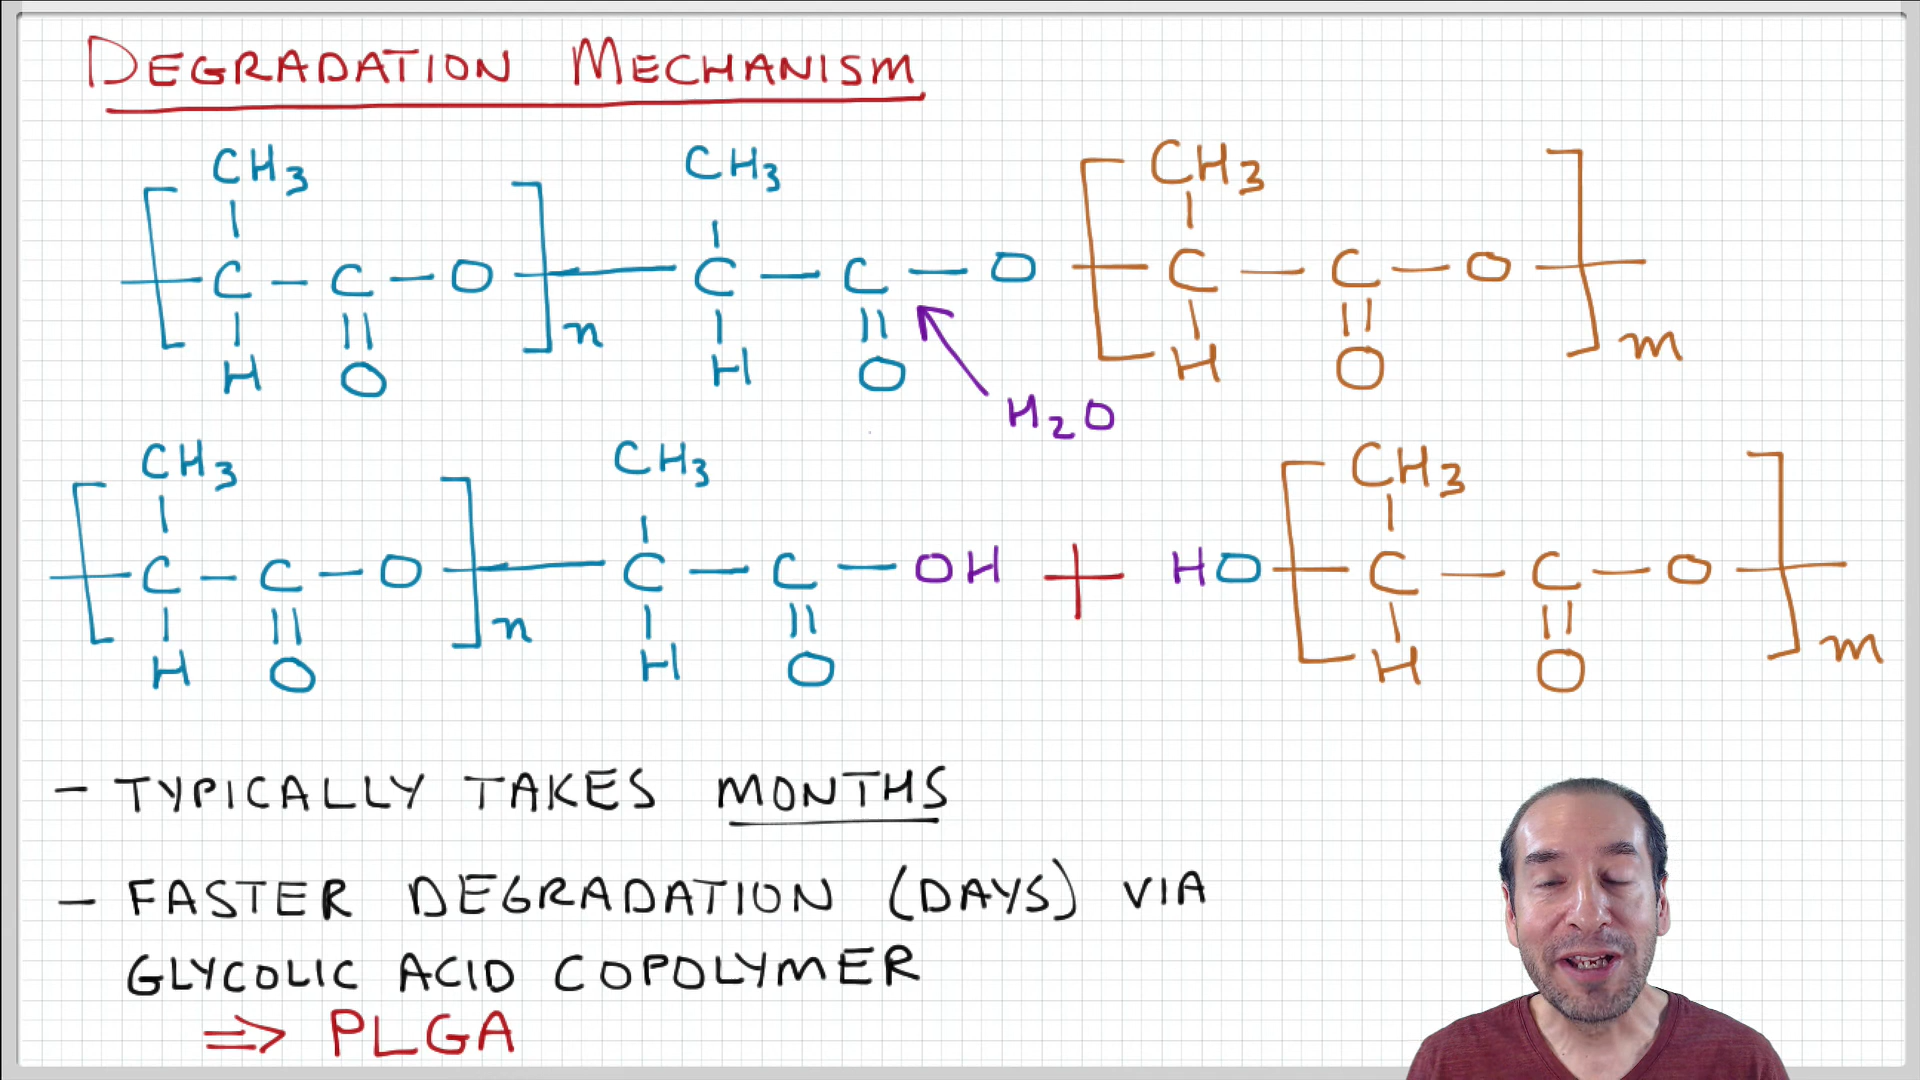 DEGRADATION MECHANISM
CH3 CH3 CH3
C - C - O n C - C - O C - C - O m
H O H O H O
H2O
CH3 CH3 CH3
C - C - O n C - C - OH + HO C - C - O m
H O H O H O
- TYPICALLY TAKES MONTHS
- FASTER DEGRADATION (DAYS) VIA
GLYCOLIC ACID COPOLYMER
⇒ PLGA